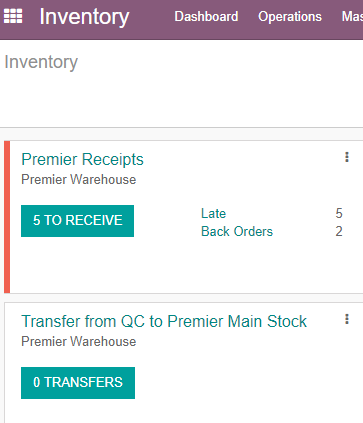 Inventory Dashboard Operations Mas
Inventory
Premier Receipts
Premier Warehouse
5 TO RECEIVE
Late 5
Back Orders 2
Transfer from QC to Premier Main Stock
Premier Warehouse
0 TRANSFERS